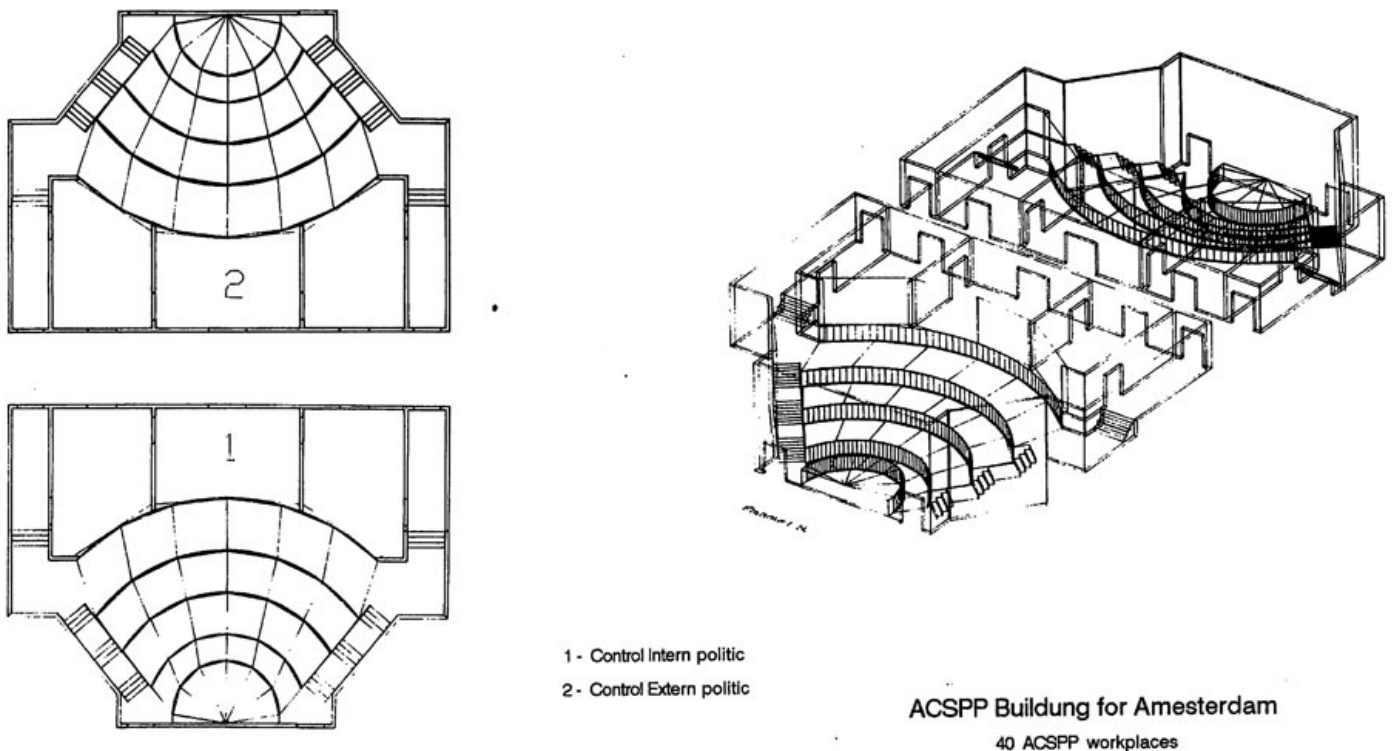 2
1
1 - Control Intern politic
2 - Control Extern politic
ACSPP Buildung for Amesterdam
40 ACSPP workplaces